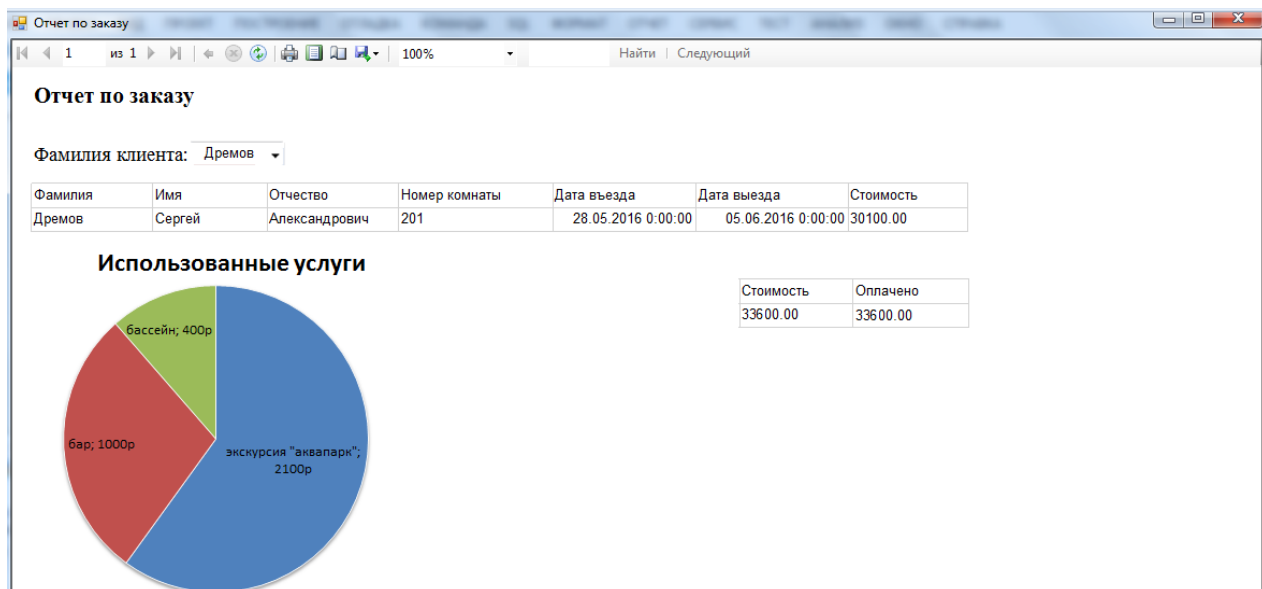 Отчет по заказу
1 из 1 100% Найти | Следующий
Отчет по заказу
Фамилия клиента: Дремов
Фамилия Имя Отчество Номер комнаты Дата въезда Дата выезда Стоимость
Дремов Сергей Александрович 201 28.05.2016 0:00:00 05.06.2016 0:00:00 30100.00
Использованные услуги
Стоимость Оплачено
33600.00 33600.00
бассейн; 400р
бар; 1000р
экскурсия "аквапарк";
2100р